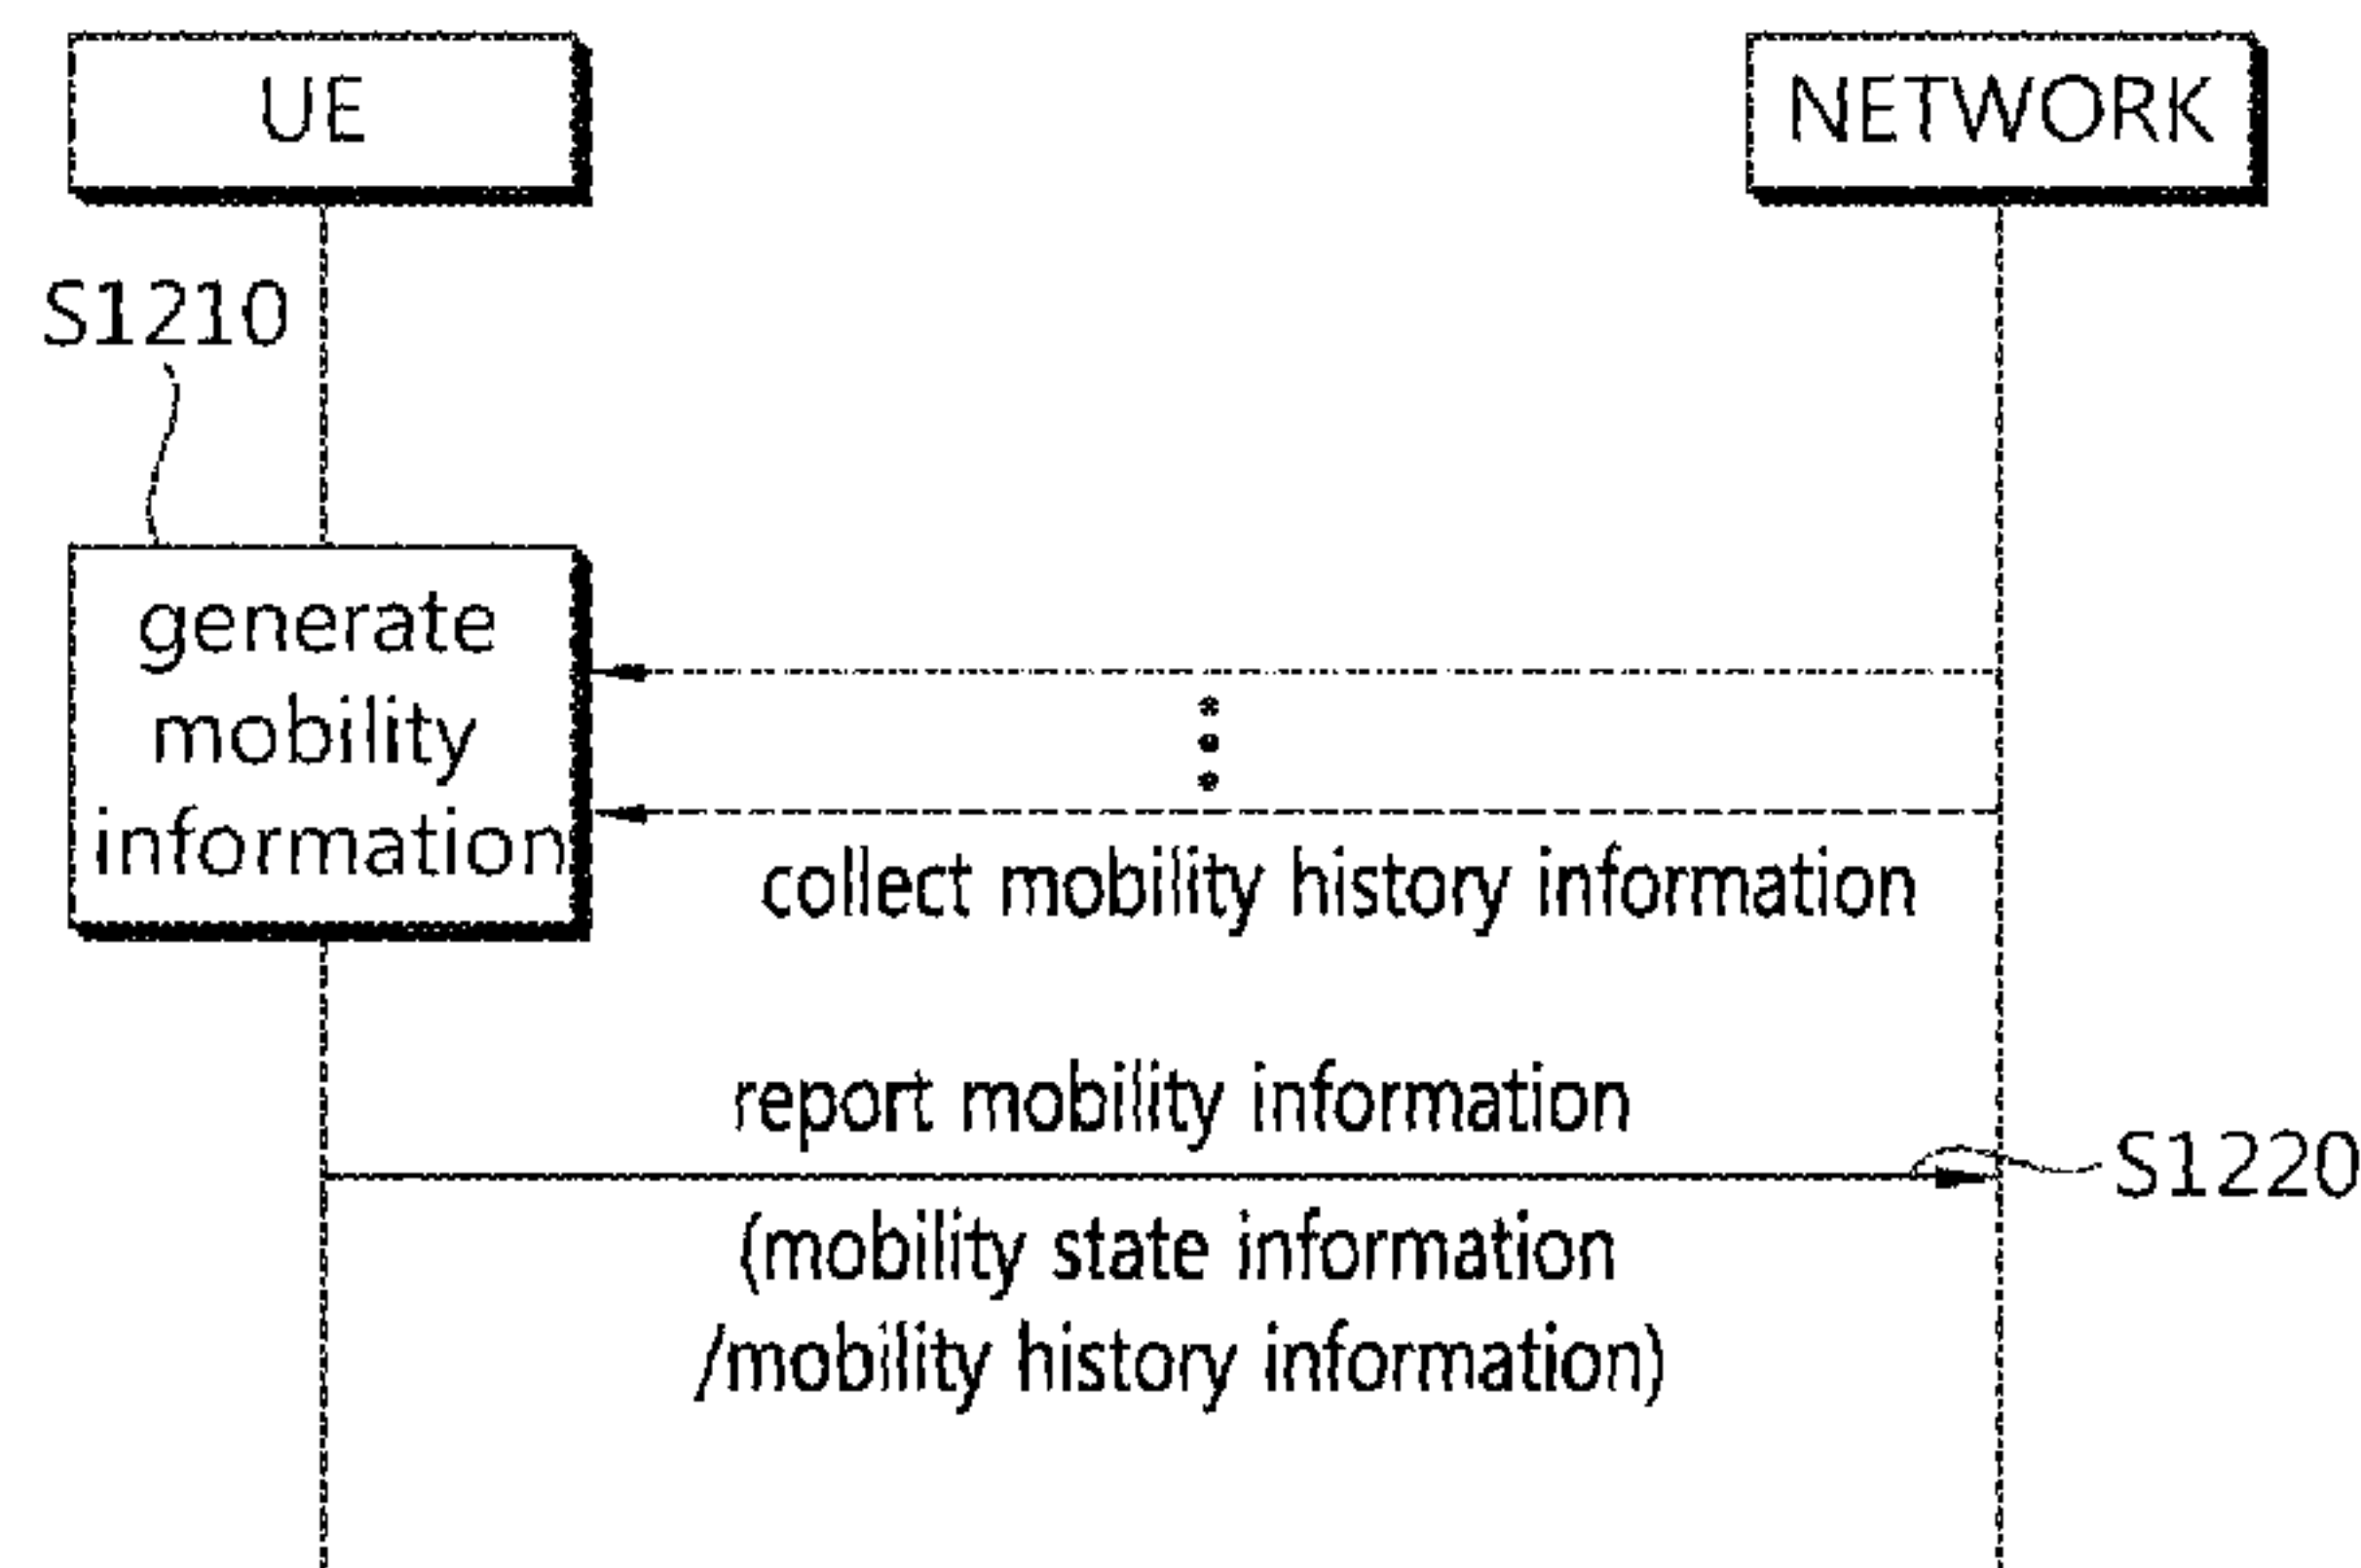 UE
NETWORK
S1210
generate
mobility
information
collect mobility history information
report mobility information
S1220
(mobility state information
/mobility history information)